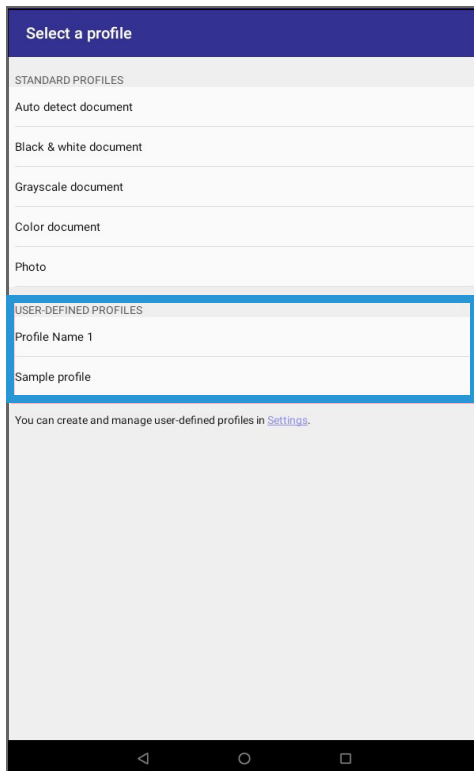 Select a profile
STANDARD PROFILES
Auto detect document
Black & white document
Grayscale document
Color document
Photo
USER-DEFINED PROFILES
Profile Name 1
Sample profile
You can create and manage user-defined profiles in Settings.